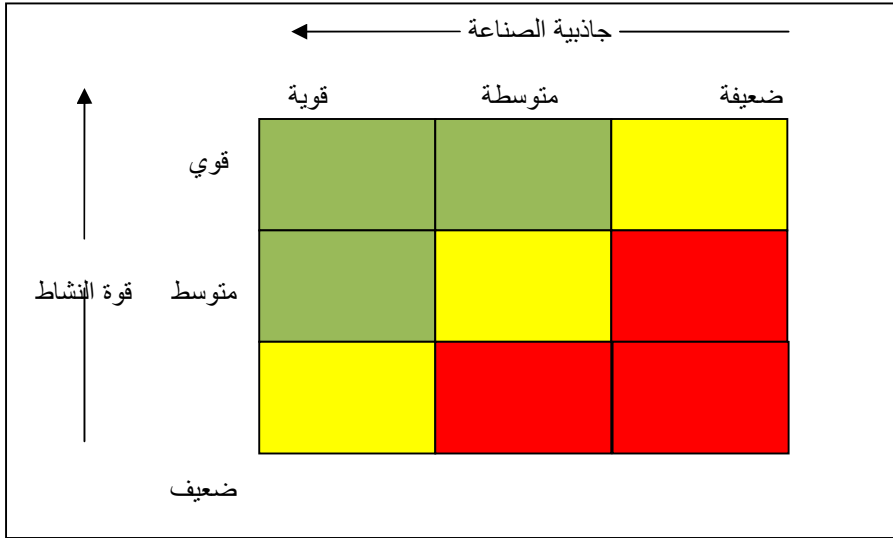 جاذبية الصناعة
ضعيفة متوسطة قوية
قوي
قوة النشاط متوسط
ضعيف